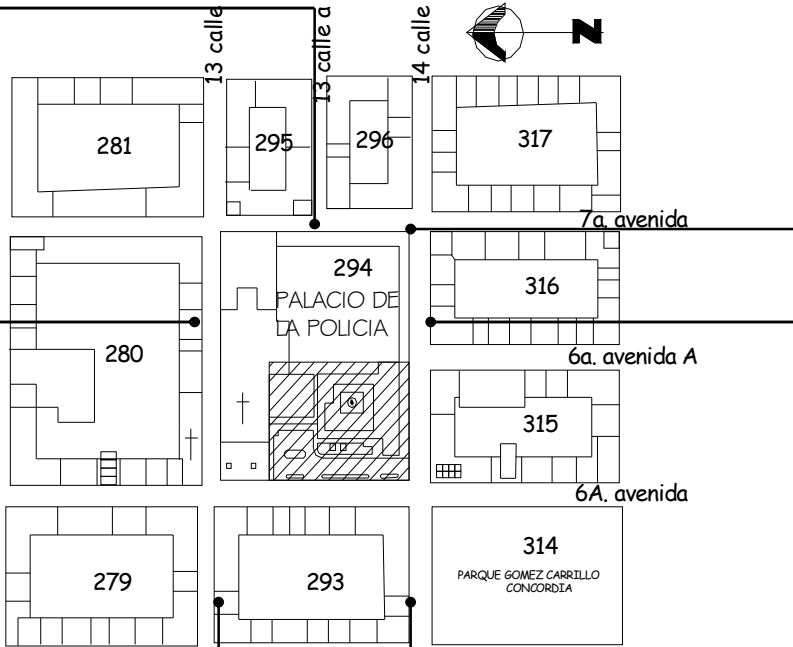 13 calle
13 calle a
14 calle
N
281
295
296
317
7a. avenida
294
PALACIO DE
LA POLICIA
316
280
6a. avenida A
315
6A. avenida
314
PARQUE GOMEZ CARRILLO
CONCORDIA
279
293